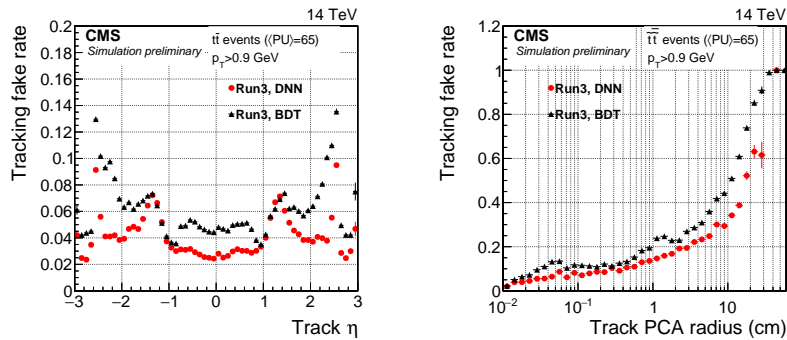 14 TeV
CMS
Simulation preliminary
tt̄ events (⟨PU⟩=65)
p_T>0.9 GeV
Run3, DNN
Run3, BDT
Tracking fake rate
0.2
0.18
0.16
0.14
0.12
0.1
0.08
0.06
0.04
0.02
0
−3 −2 −1 0 1 2 3
Track η
14 TeV
CMS
Simulation preliminary
tt̄ events (⟨PU⟩=65)
p_T>0.9 GeV
Run3, DNN
Run3, BDT
Tracking fake rate
1.2
1
0.8
0.6
0.4
0.2
0
10⁻² 10⁻¹ 1 10
Track PCA radius (cm)